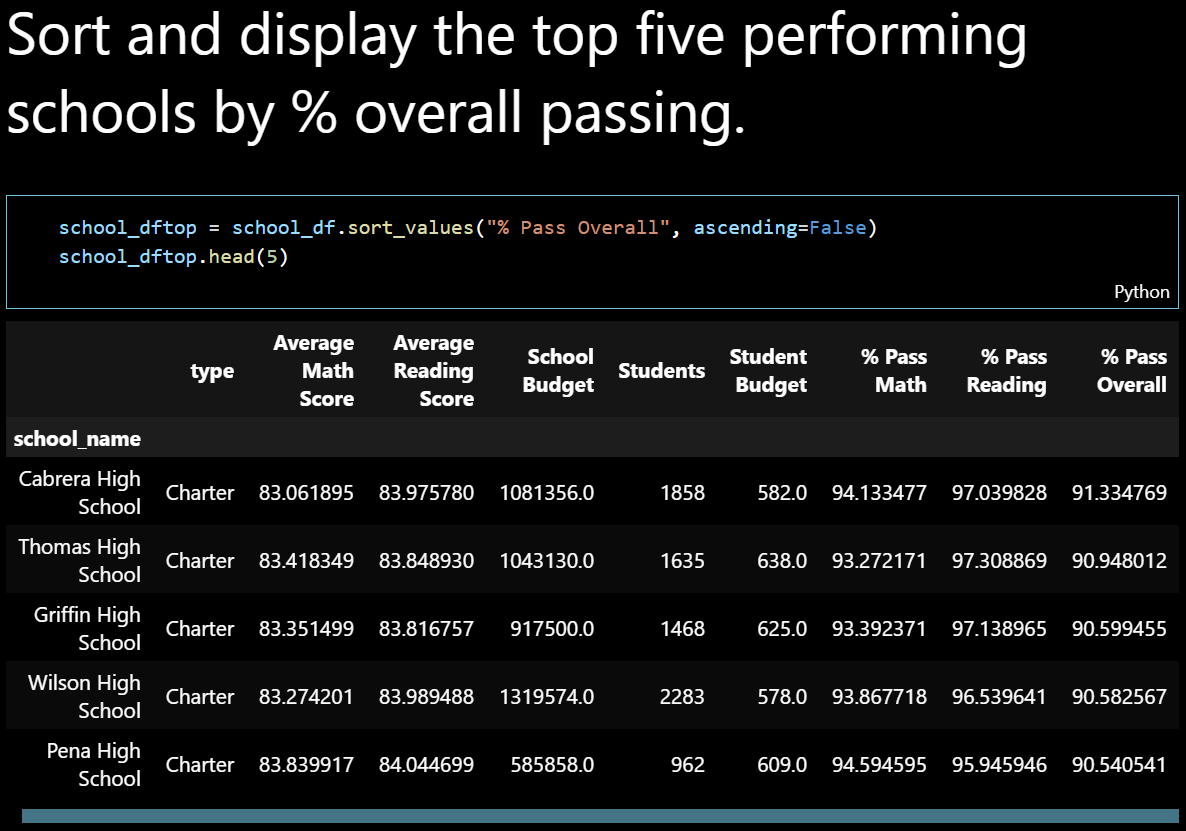 Sort and display the top five performing
schools by % overall passing.
school_dftop = school_df.sort_values("% Pass Overall", ascending=False)
school_dftop.head(5)
Python
type Average Math Score Average Reading Score School Budget Students Student Budget % Pass Math % Pass Reading % Pass Overall
school_name
Cabrera High School Charter 83.061895 83.975780 1081356.0 1858 582.0 94.133477 97.039828 91.334769
Thomas High School Charter 83.418349 83.848930 1043130.0 1635 638.0 93.272171 97.308869 90.948012
Griffin High School Charter 83.351499 83.816757 917500.0 1468 625.0 93.392371 97.138965 90.599455
Wilson High School Charter 83.274201 83.989488 1319574.0 2283 578.0 93.867718 96.539641 90.582567
Pena High School Charter 83.839917 84.044699 585858.0 962 609.0 94.594595 95.945946 90.540541